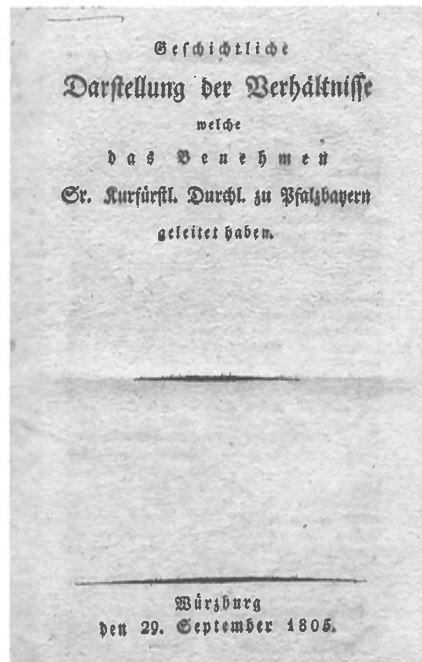 Geschichtliche
Darstellung der Verhältnisse
welche
das Benehmen
Sr. Kurfürstl. Durchl. zu Pfalzbayern
geleitet haben.
Würzburg
den 29. September 1805.